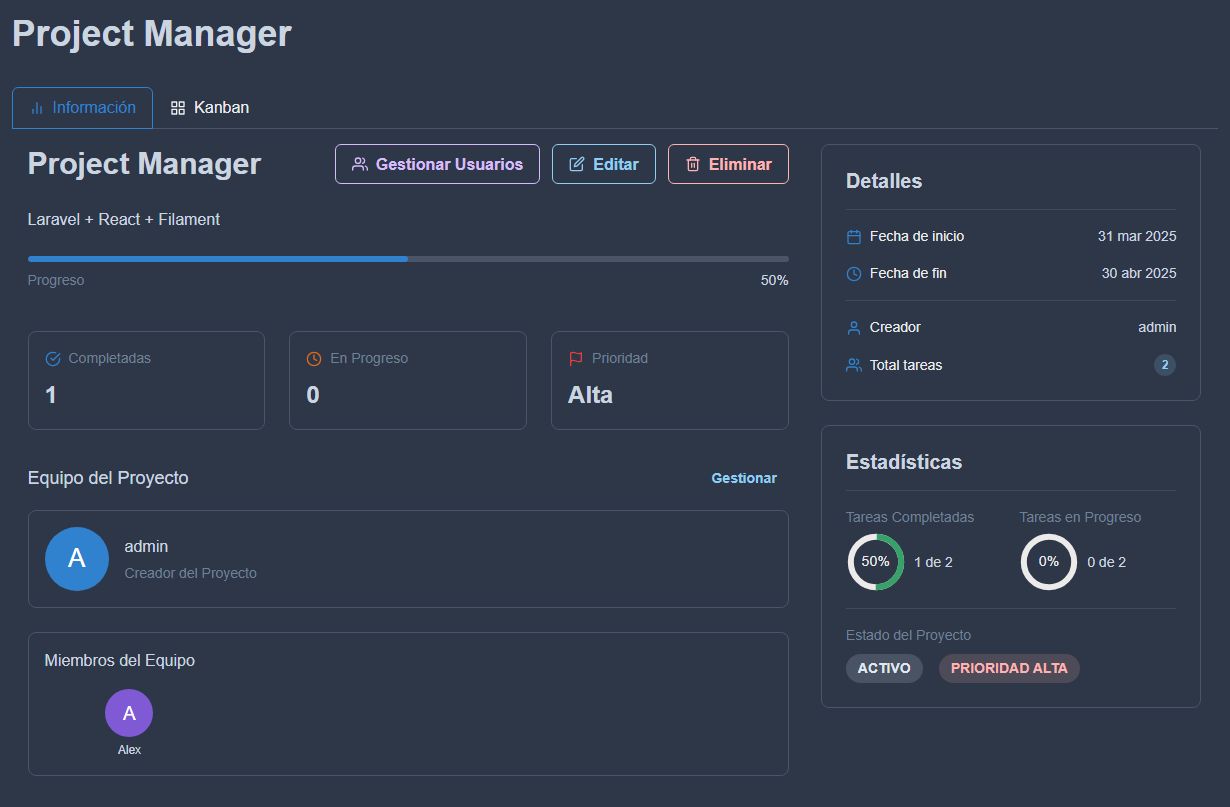 Project Manager
Información
Kanban
Project Manager
Gestionar Usuarios
Editar
Eliminar
Laravel + React + Filament
Progreso
50%
Completadas
1
En Progreso
0
Prioridad
Alta
Equipo del Proyecto
Gestionar
A
admin
Creador del Proyecto
Miembros del Equipo
A
Alex
Detalles
Fecha de inicio
31 mar 2025
Fecha de fin
30 abr 2025
Creador
admin
Total tareas
2
Estadísticas
Tareas Completadas
50%
1 de 2
Tareas en Progreso
0%
0 de 2
Estado del Proyecto
ACTIVO
PRIORIDAD ALTA